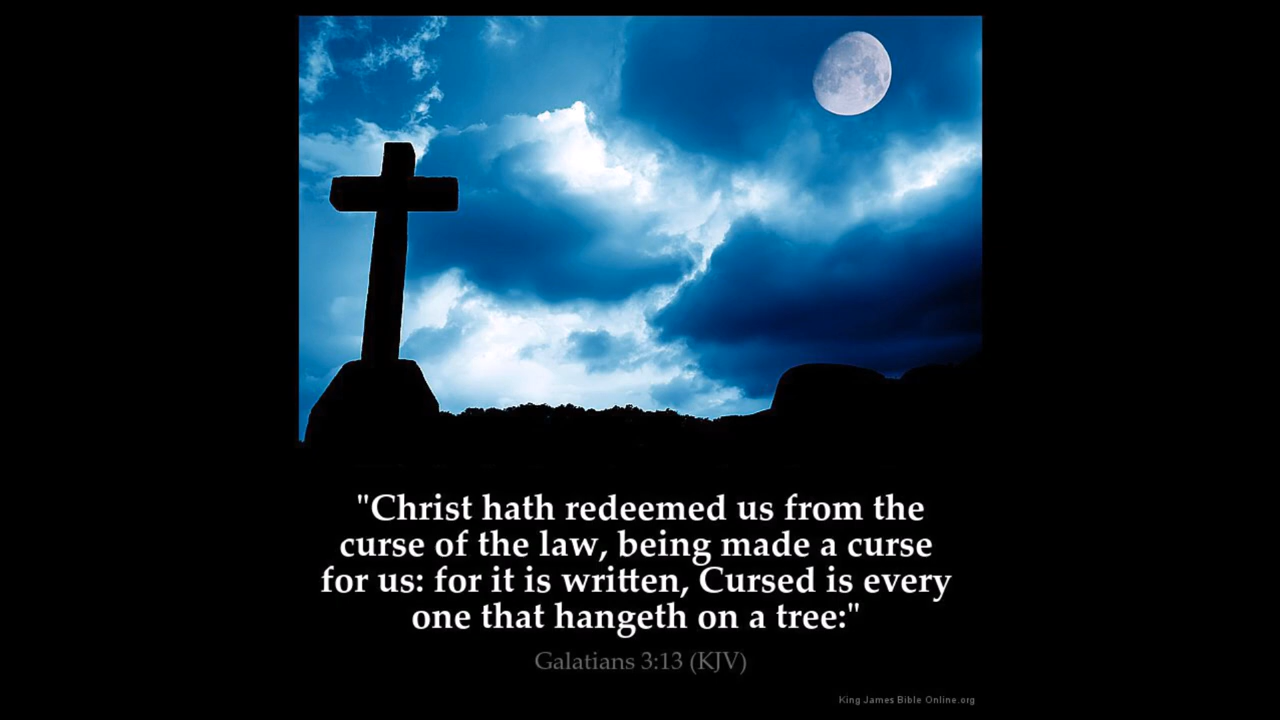 "Christ hath redeemed us from the
curse of the law, being made a curse
for us: for it is written, Cursed is every
one that hangeth on a tree:"
Galatians 3:13 (KJV)
King James Bible Online.org